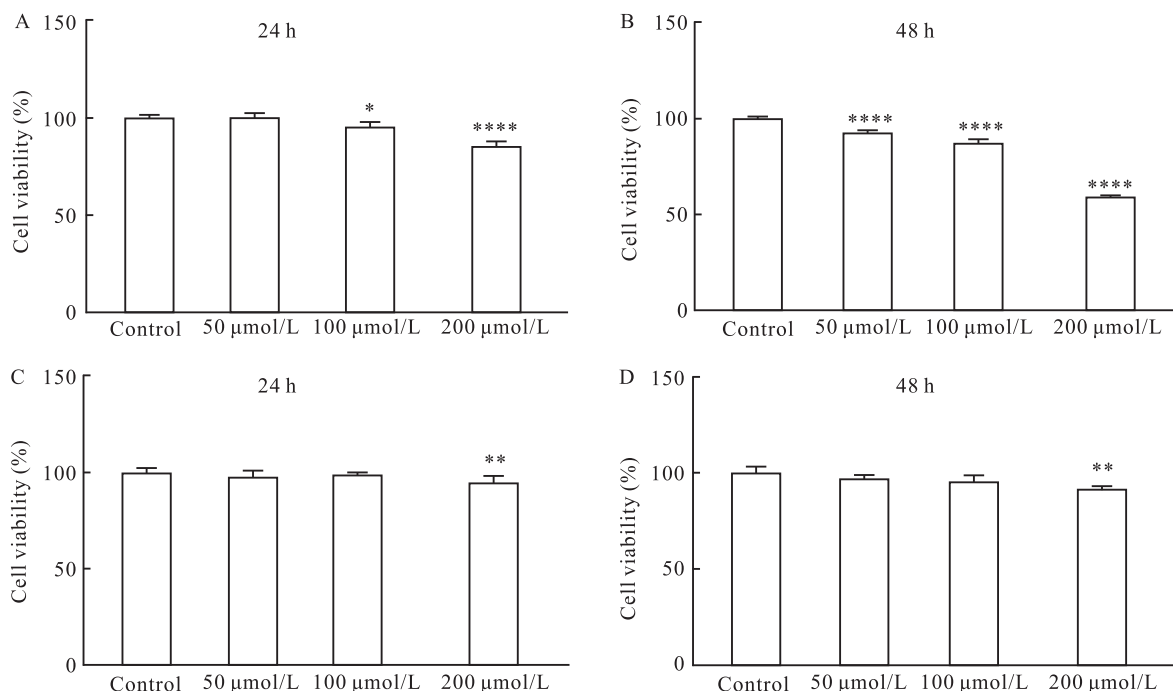 A
24 h
150
100
50
0
Cell viability (%)
*
****
Control
50 μmol/L
100 μmol/L
200 μmol/L
B
48 h
150
100
50
0
Cell viability (%)
****
****
****
Control
50 μmol/L
100 μmol/L
200 μmol/L
C
24 h
150
100
50
0
Cell viability (%)
**
Control
50 μmol/L
100 μmol/L
200 μmol/L
D
48 h
150
100
50
0
Cell viability (%)
**
Control
50 μmol/L
100 μmol/L
200 μmol/L